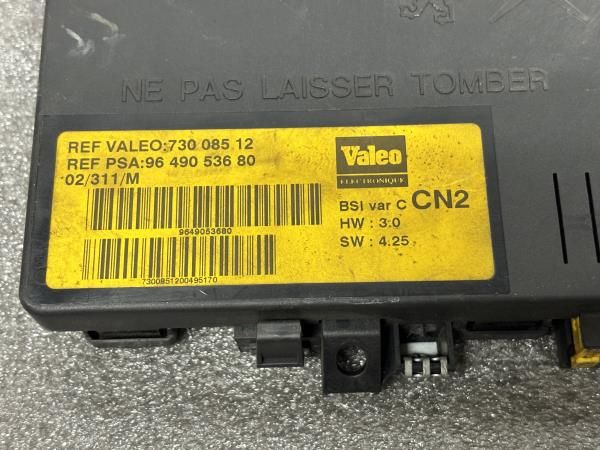 NE PAS LAISSER TOMBER
REF VALEO:730 085 12
REF PSA:96 490 536 80
02/311/M
9649053680
7300851200495170
Valeo
ELECTRONIQUE
BSI var C CN2
HW : 3.0
SW : 4.25